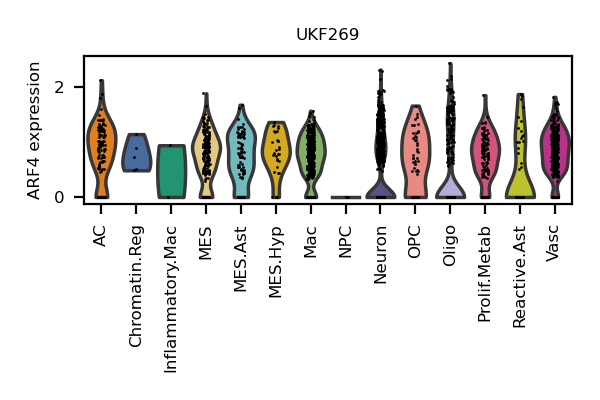 UKF269
ARF4 expression
2
0
AC
Chromatin.Reg
Inflammatory.Mac
MES
MES.Ast
MES.Hyp
Mac
NPC
Neuron
OPC
Oligo
Prolif.Metab
Reactive.Ast
Vasc